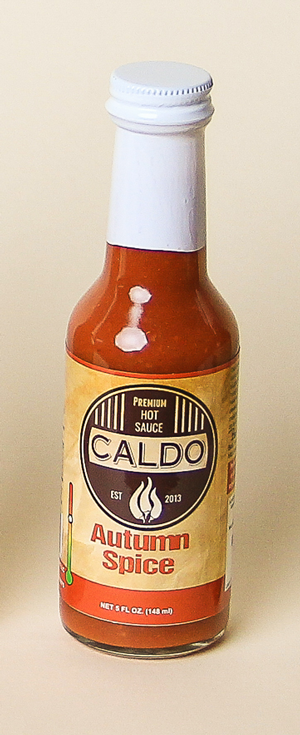 PREMIUM
HOT
SAUCE
CALDO
EST 2013
Autumn
Spice
NET 5 FL OZ. (148 ml)